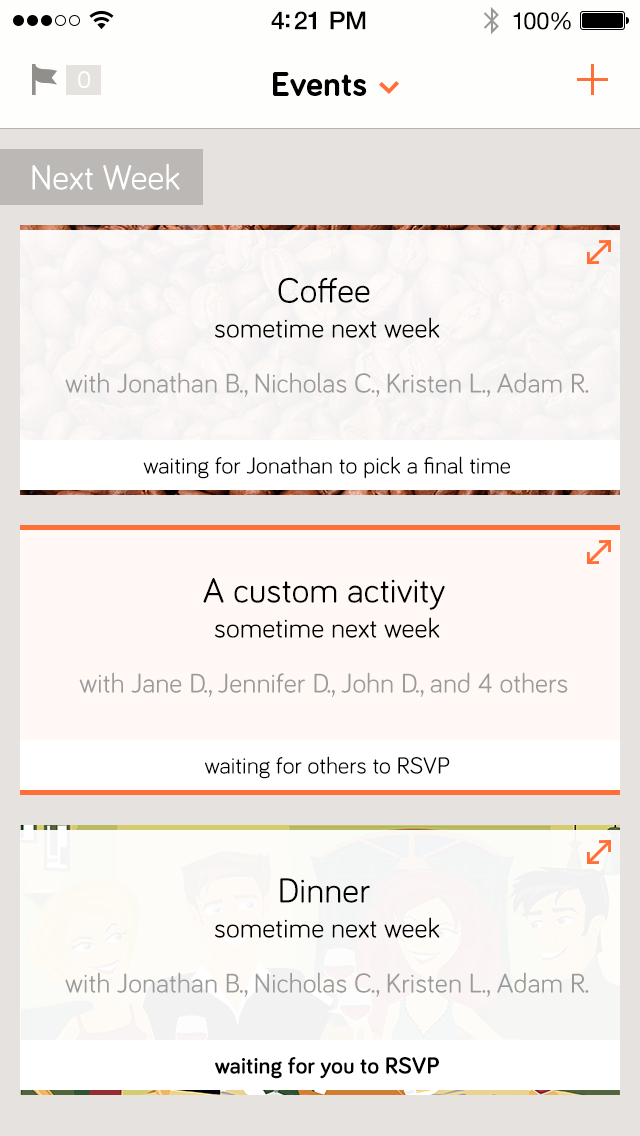 4:21 PM 100%
0 Events
Next Week
Coffee
sometime next week
with Jonathan B., Nicholas C., Kristen L., Adam R.
waiting for Jonathan to pick a final time
A custom activity
sometime next week
with Jane D., Jennifer D., John D., and 4 others
waiting for others to RSVP
Dinner
sometime next week
with Jonathan B., Nicholas C., Kristen L., Adam R.
waiting for you to RSVP